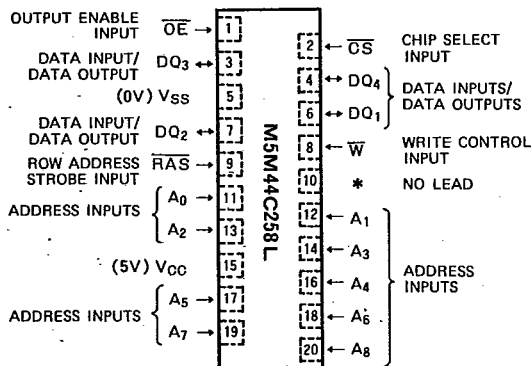 OUTPUT ENABLE
INPUT
OE → 1
2 ← CS
CHIP SELECT
INPUT
DATA INPUT/
DATA OUTPUT
DQ3 ↔ 3
4 ↔ DQ4
6 ↔ DQ1
DATA INPUTS/
DATA OUTPUTS
(0V) VSS 5
DATA INPUT/
DATA OUTPUT
DQ2 ↔ 7
8 ← W
WRITE CONTROL
INPUT
ROW ADDRESS
STROBE INPUT
RAS → 9
10 * NO LEAD
ADDRESS INPUTS
A0 → 11
A2 → 13
(5V) VCC 15
ADDRESS INPUTS
A5 → 17
A7 → 19
M5M44C258L
12 ← A1
14 ← A3
16 ← A4
18 ← A6
20 ← A8
ADDRESS
INPUTS